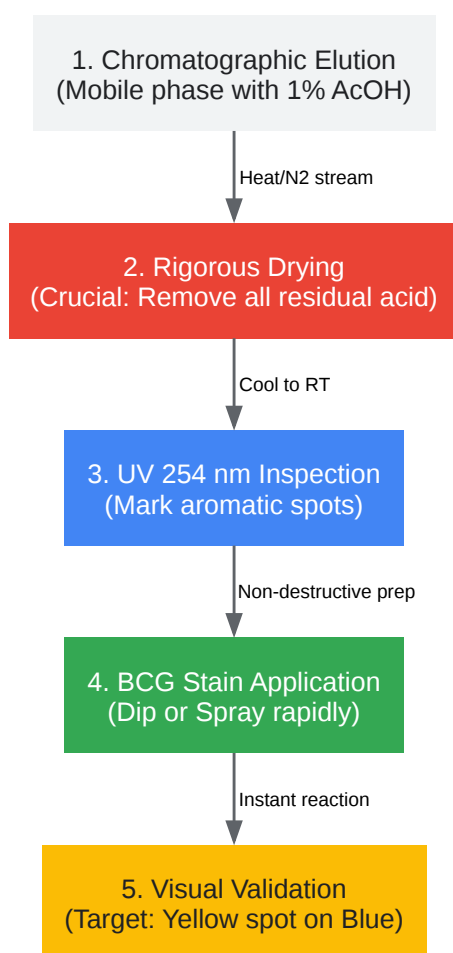 1. Chromatographic Elution
(Mobile phase with 1% AcOH)
Heat/N2 stream
2. Rigorous Drying
(Crucial: Remove all residual acid)
Cool to RT
3. UV 254 nm Inspection
(Mark aromatic spots)
Non-destructive prep
4. BCG Stain Application
(Dip or Spray rapidly)
Instant reaction
5. Visual Validation
(Target: Yellow spot on Blue)